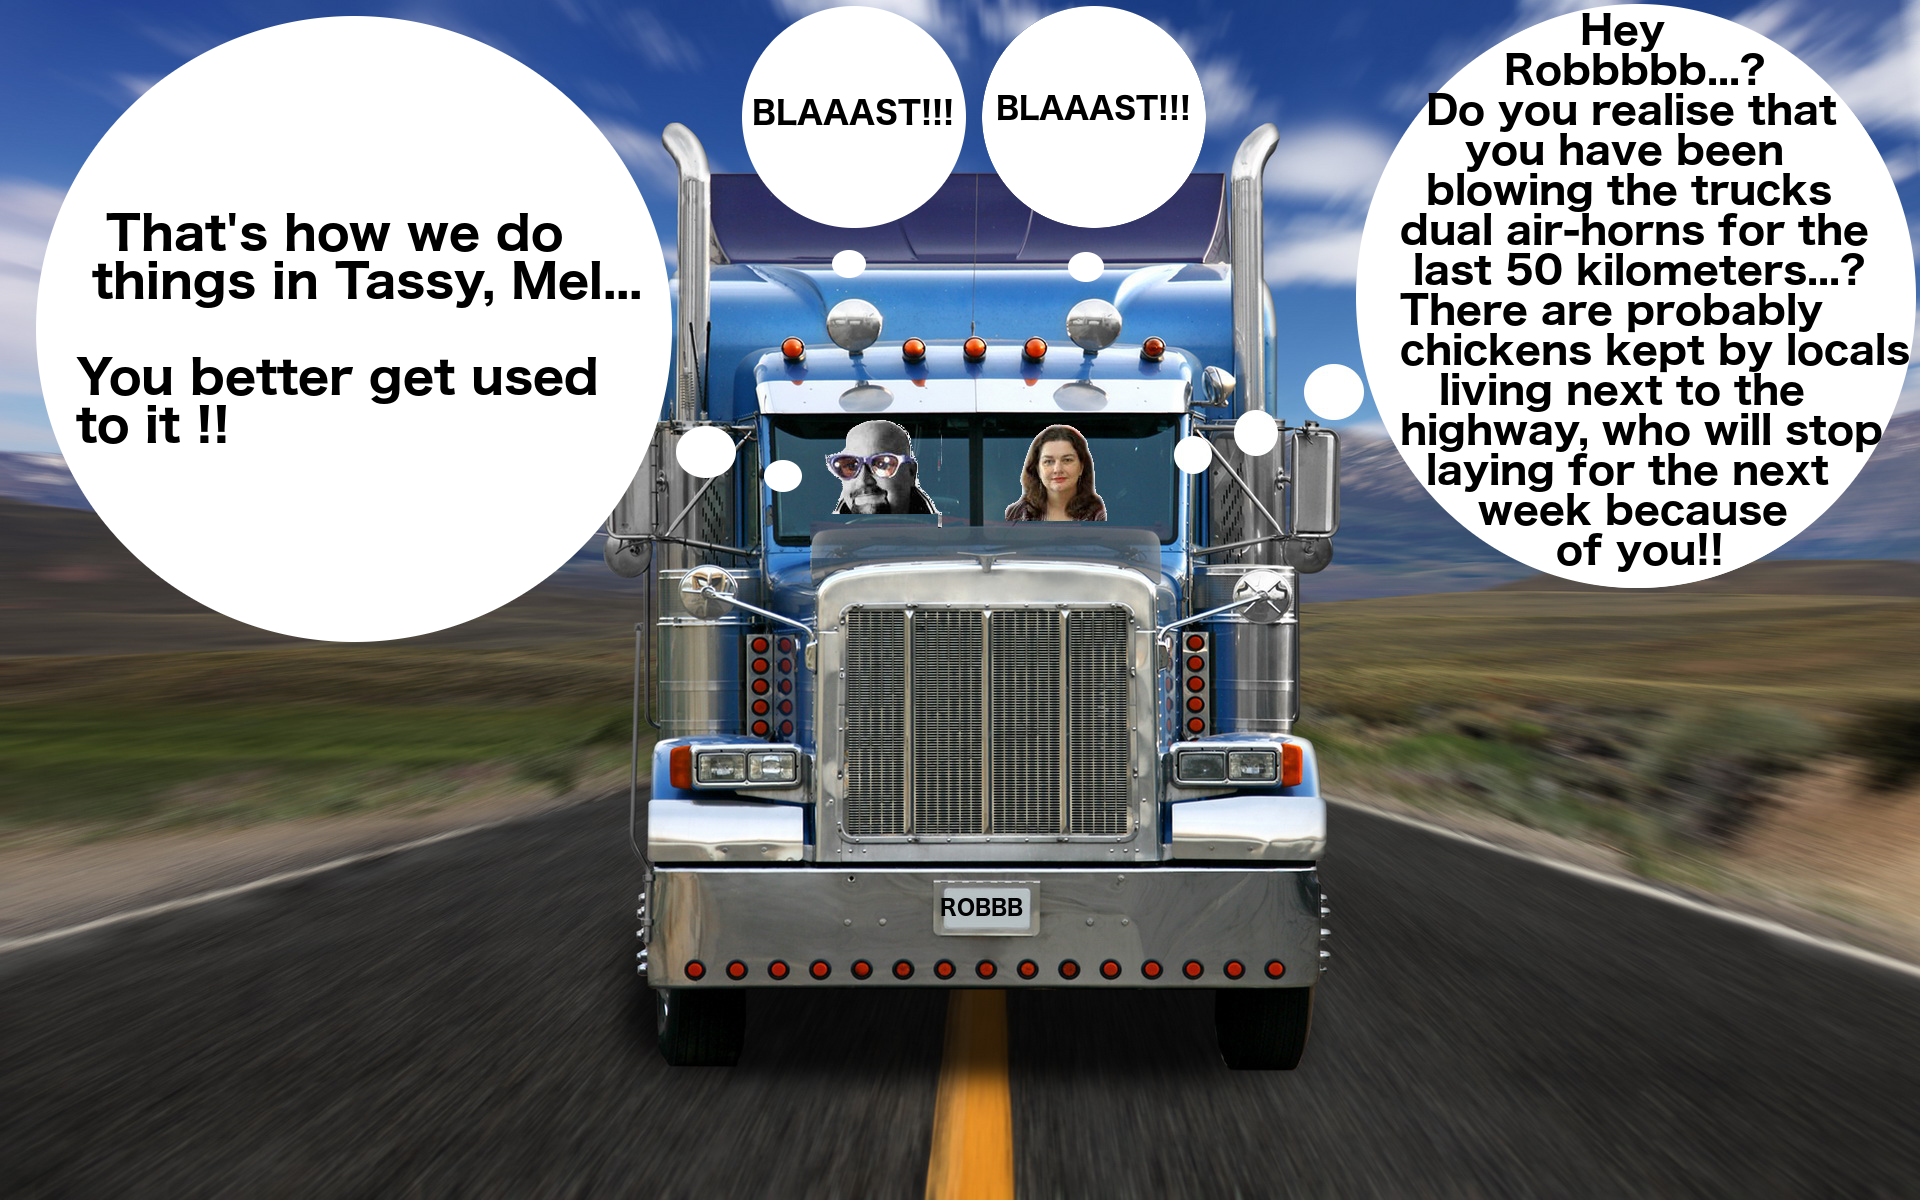 That's how we do
things in Tassy, Mel...
You better get used
to it !!
BLAAAST!!!
BLAAAST!!!
Hey
Robbbbb...?
Do you realise that
you have been
blowing the trucks
dual air-horns for the
last 50 kilometers...?
There are probably
chickens kept by locals
living next to the
highway, who will stop
laying for the next
week because
of you!!
ROBBB